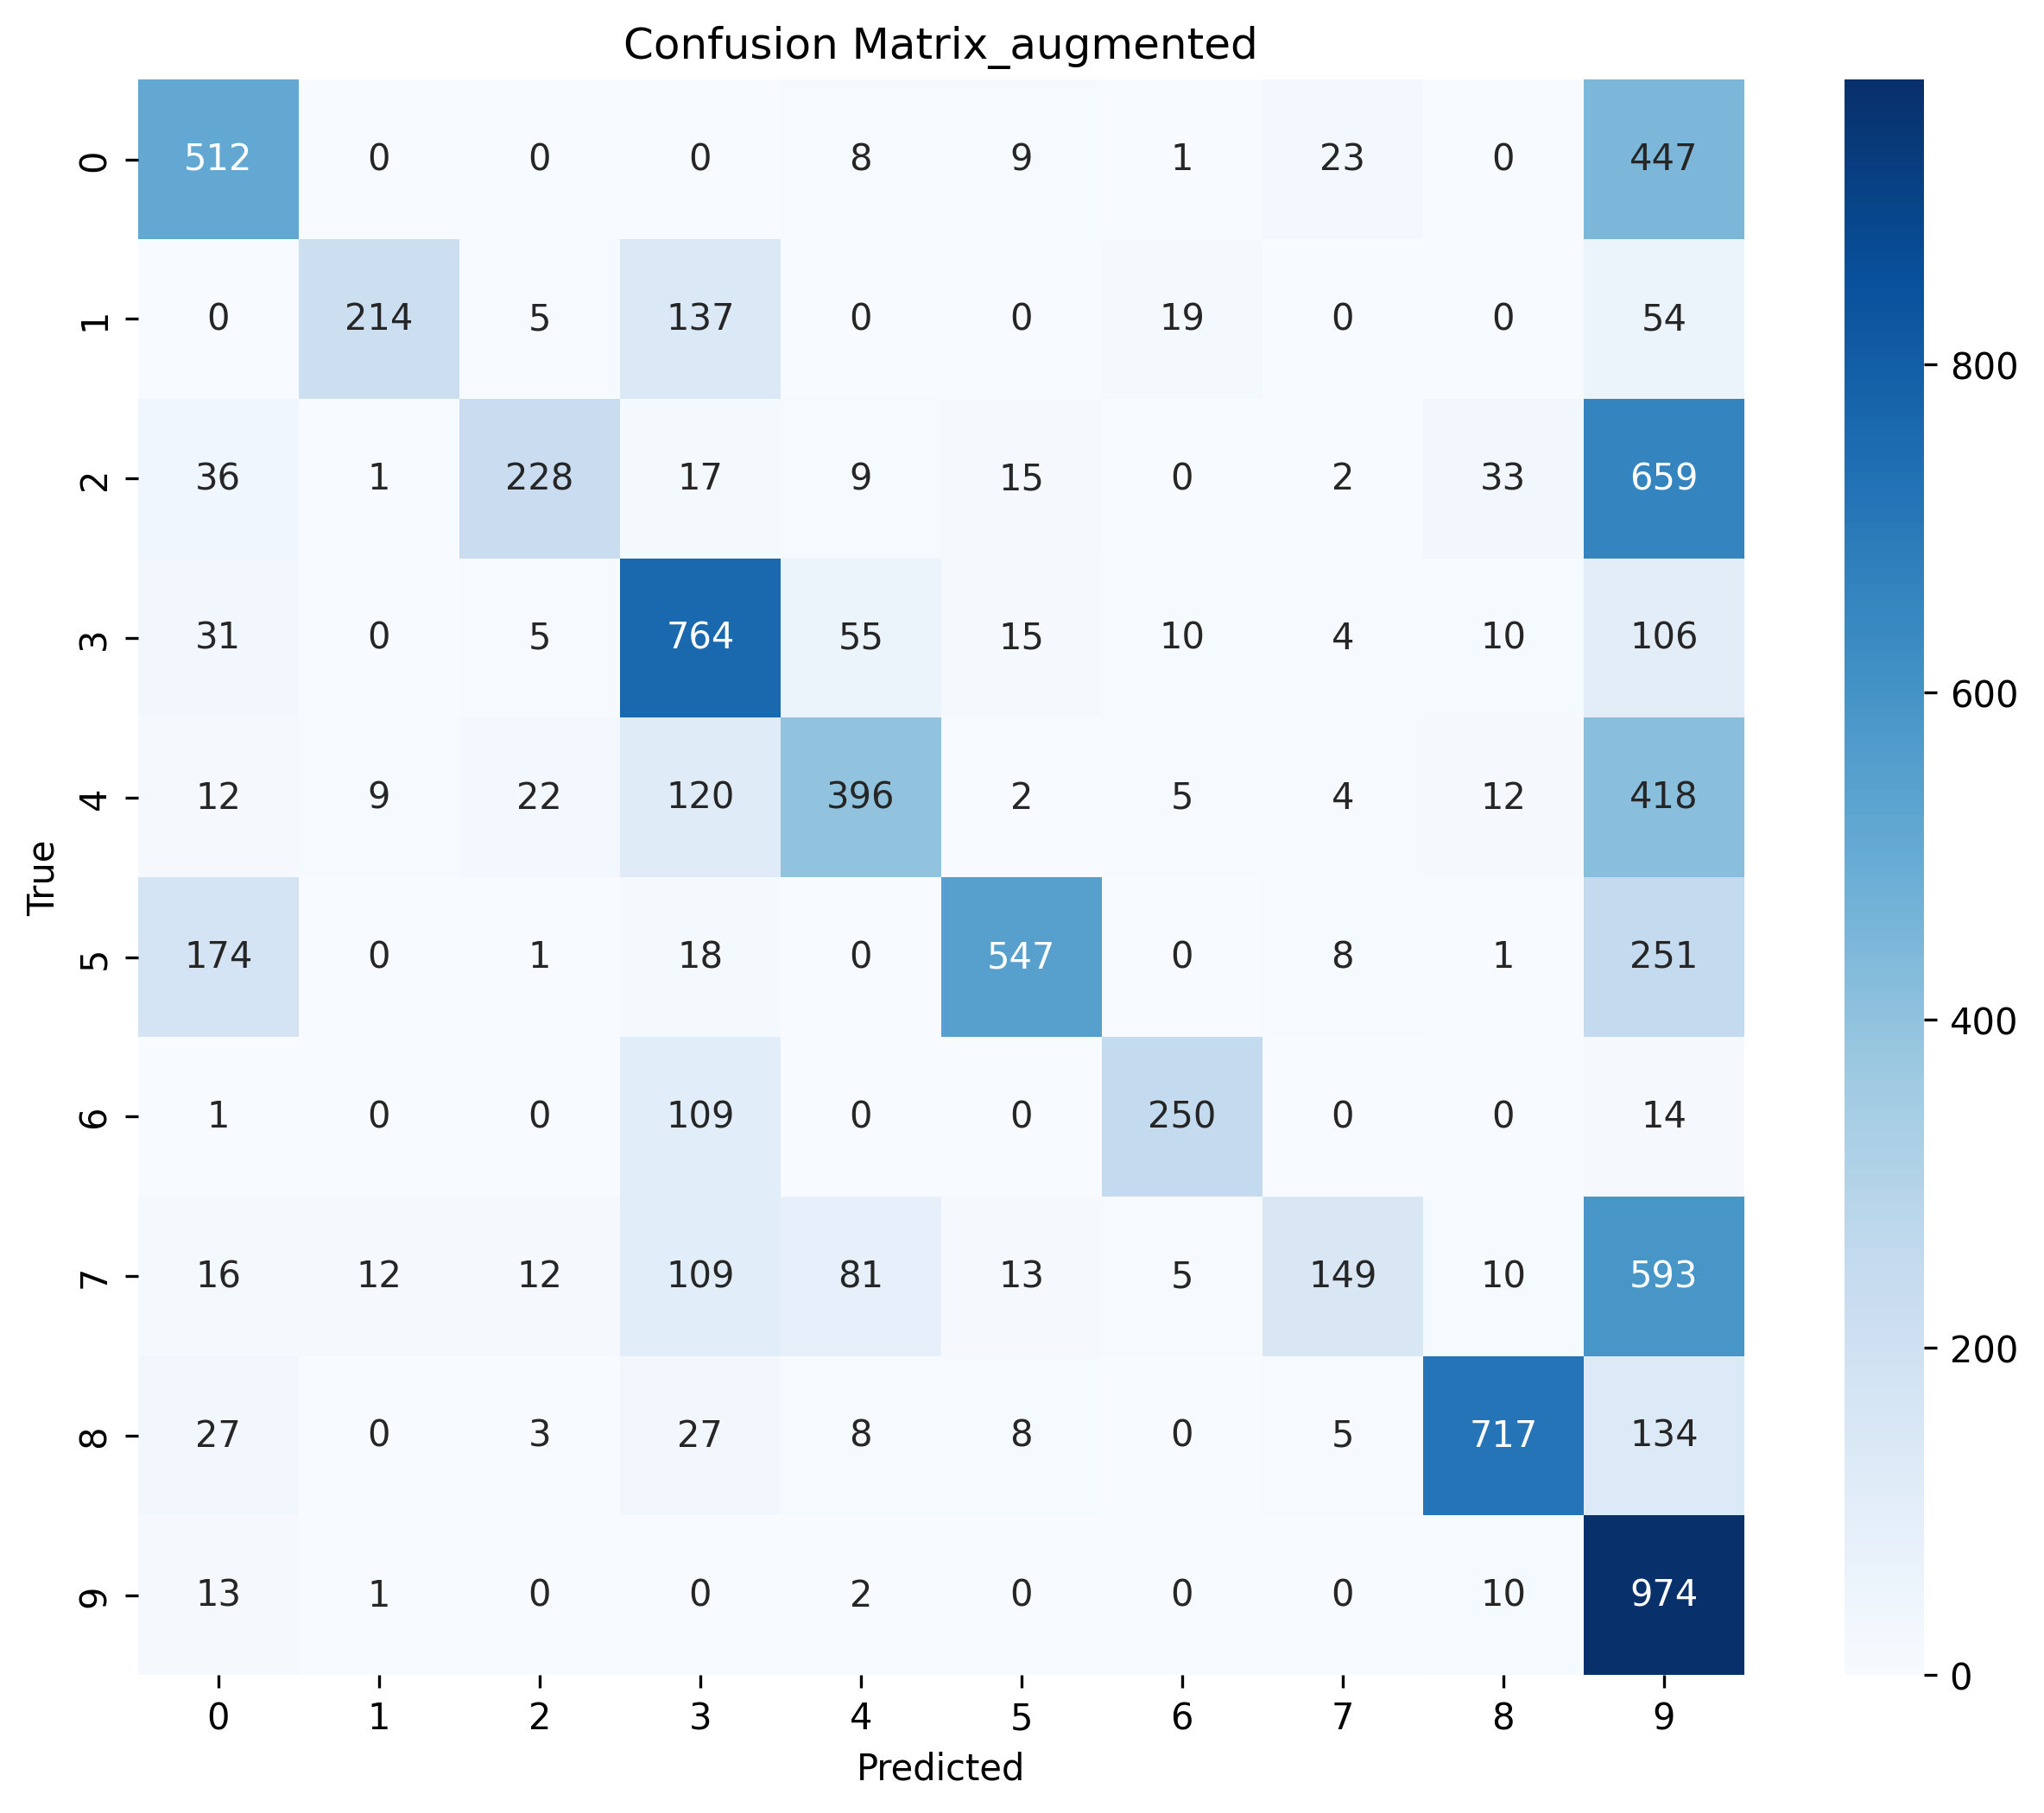 Confusion Matrix_augmented
0 512 0 0 0 8 9 1 23 0 447
1 0 214 5 137 0 0 19 0 0 54
2 36 1 228 17 9 15 0 2 33 659
3 31 0 5 764 55 15 10 4 10 106
4 12 9 22 120 396 2 5 4 12 418
5 174 0 1 18 0 547 0 8 1 251
6 1 0 0 109 0 0 250 0 0 14
7 16 12 12 109 81 13 5 149 10 593
8 27 0 3 27 8 8 0 5 717 134
9 13 1 0 0 2 0 0 0 10 974
0 1 2 3 4 5 6 7 8 9
Predicted
True
800
600
400
200
0